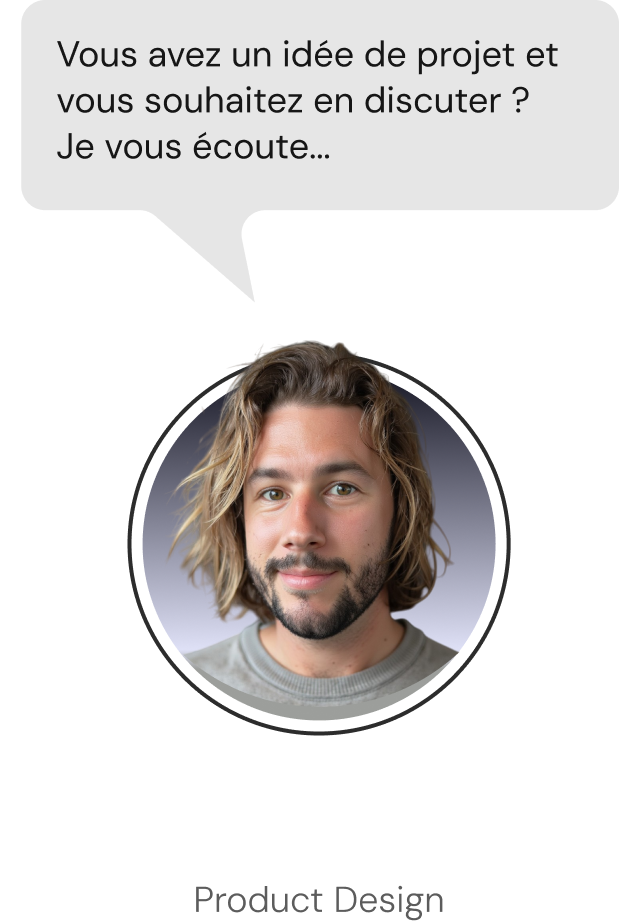 Vous avez un idée de projet et
vous souhaitez en discuter ?
Je vous écoute...
Product Design